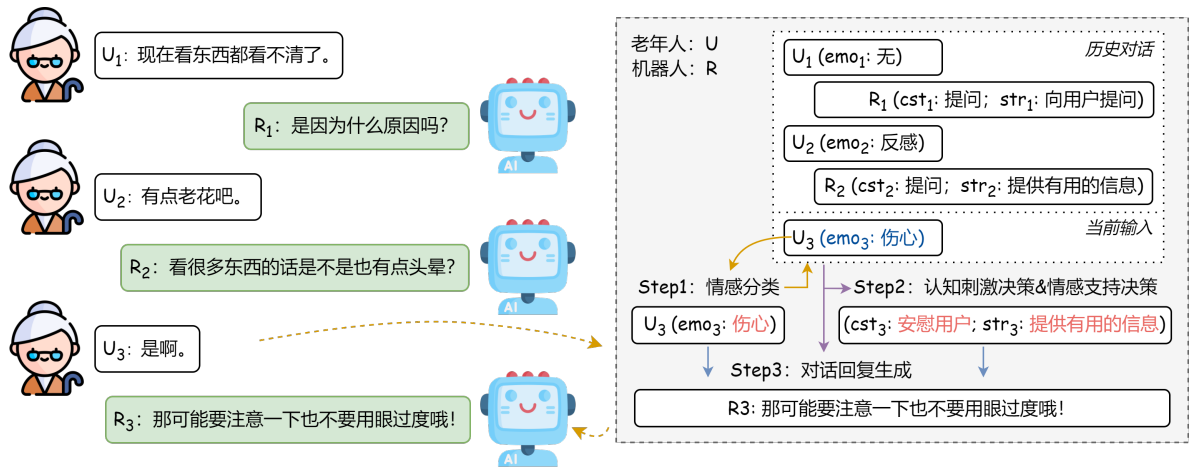 U1: 现在看东西都看不清了。
R1: 是因为什么原因吗?
AI
U2: 有点老花吧。
R2: 看很多东西的话是不是也有点头晕?
AI
U3: 是啊。
R3: 那可能要注意一下也不要用眼过度哦!
AI
老年人: U
机器人: R
历史对话
U1 (emo1: 无)
R1 (cst1: 提问; str1: 向用户提问)
U2 (emo2: 反感)
R2 (cst2: 提问; str2: 提供有用的信息)
当前输入
U3 (emo3: 伤心)
Step1: 情感分类
Step2: 认知刺激决策&情感支持决策
U3 (emo3: 伤心)
(cst3: 安慰用户; str3: 提供有用的信息)
Step3: 对话回复生成
R3: 那可能要注意一下也不要用眼过度哦!